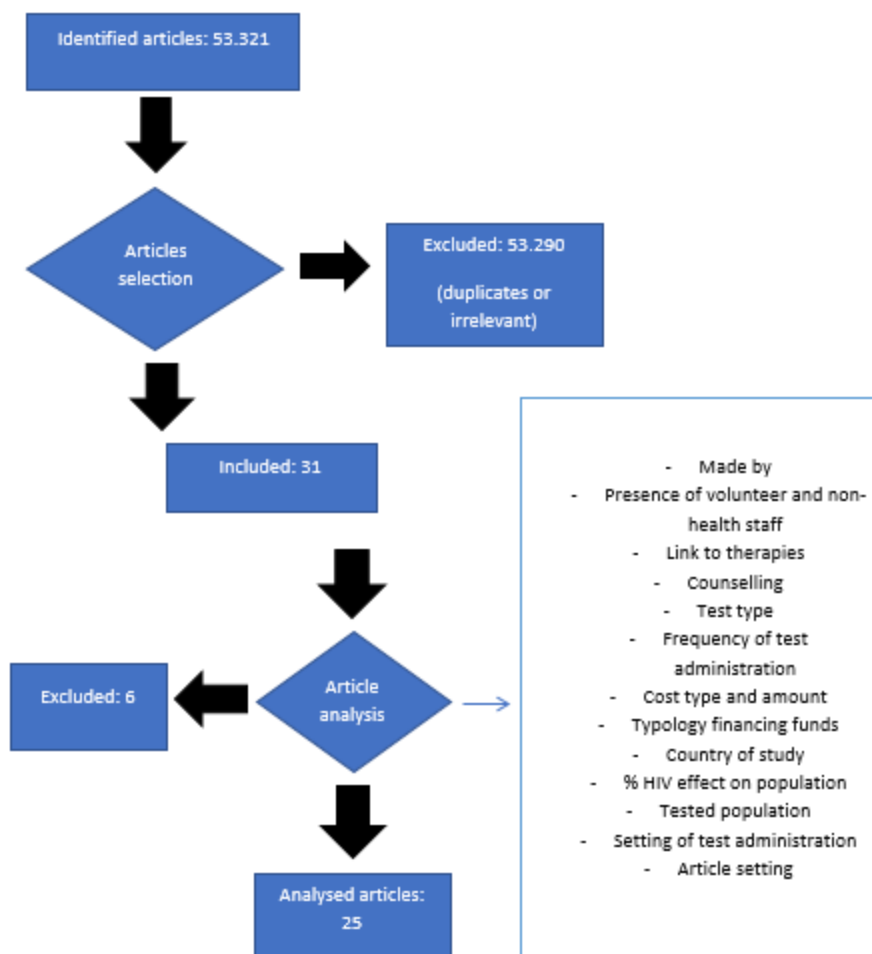 Identified articles: 53.321
Articles
selection
Excluded: 53.290
(duplicates or
irrelevant)
Included: 31
- Made by
- Presence of volunteer and non-
health staff
- Link to therapies
- Counselling
- Test type
- Frequency of test
administration
- Cost type and amount
- Typology financing funds
- Country of study
- % HIV effect on population
- Tested population
- Setting of test administration
- Article setting
Article
analysis
Excluded: 6
Analysed articles:
25